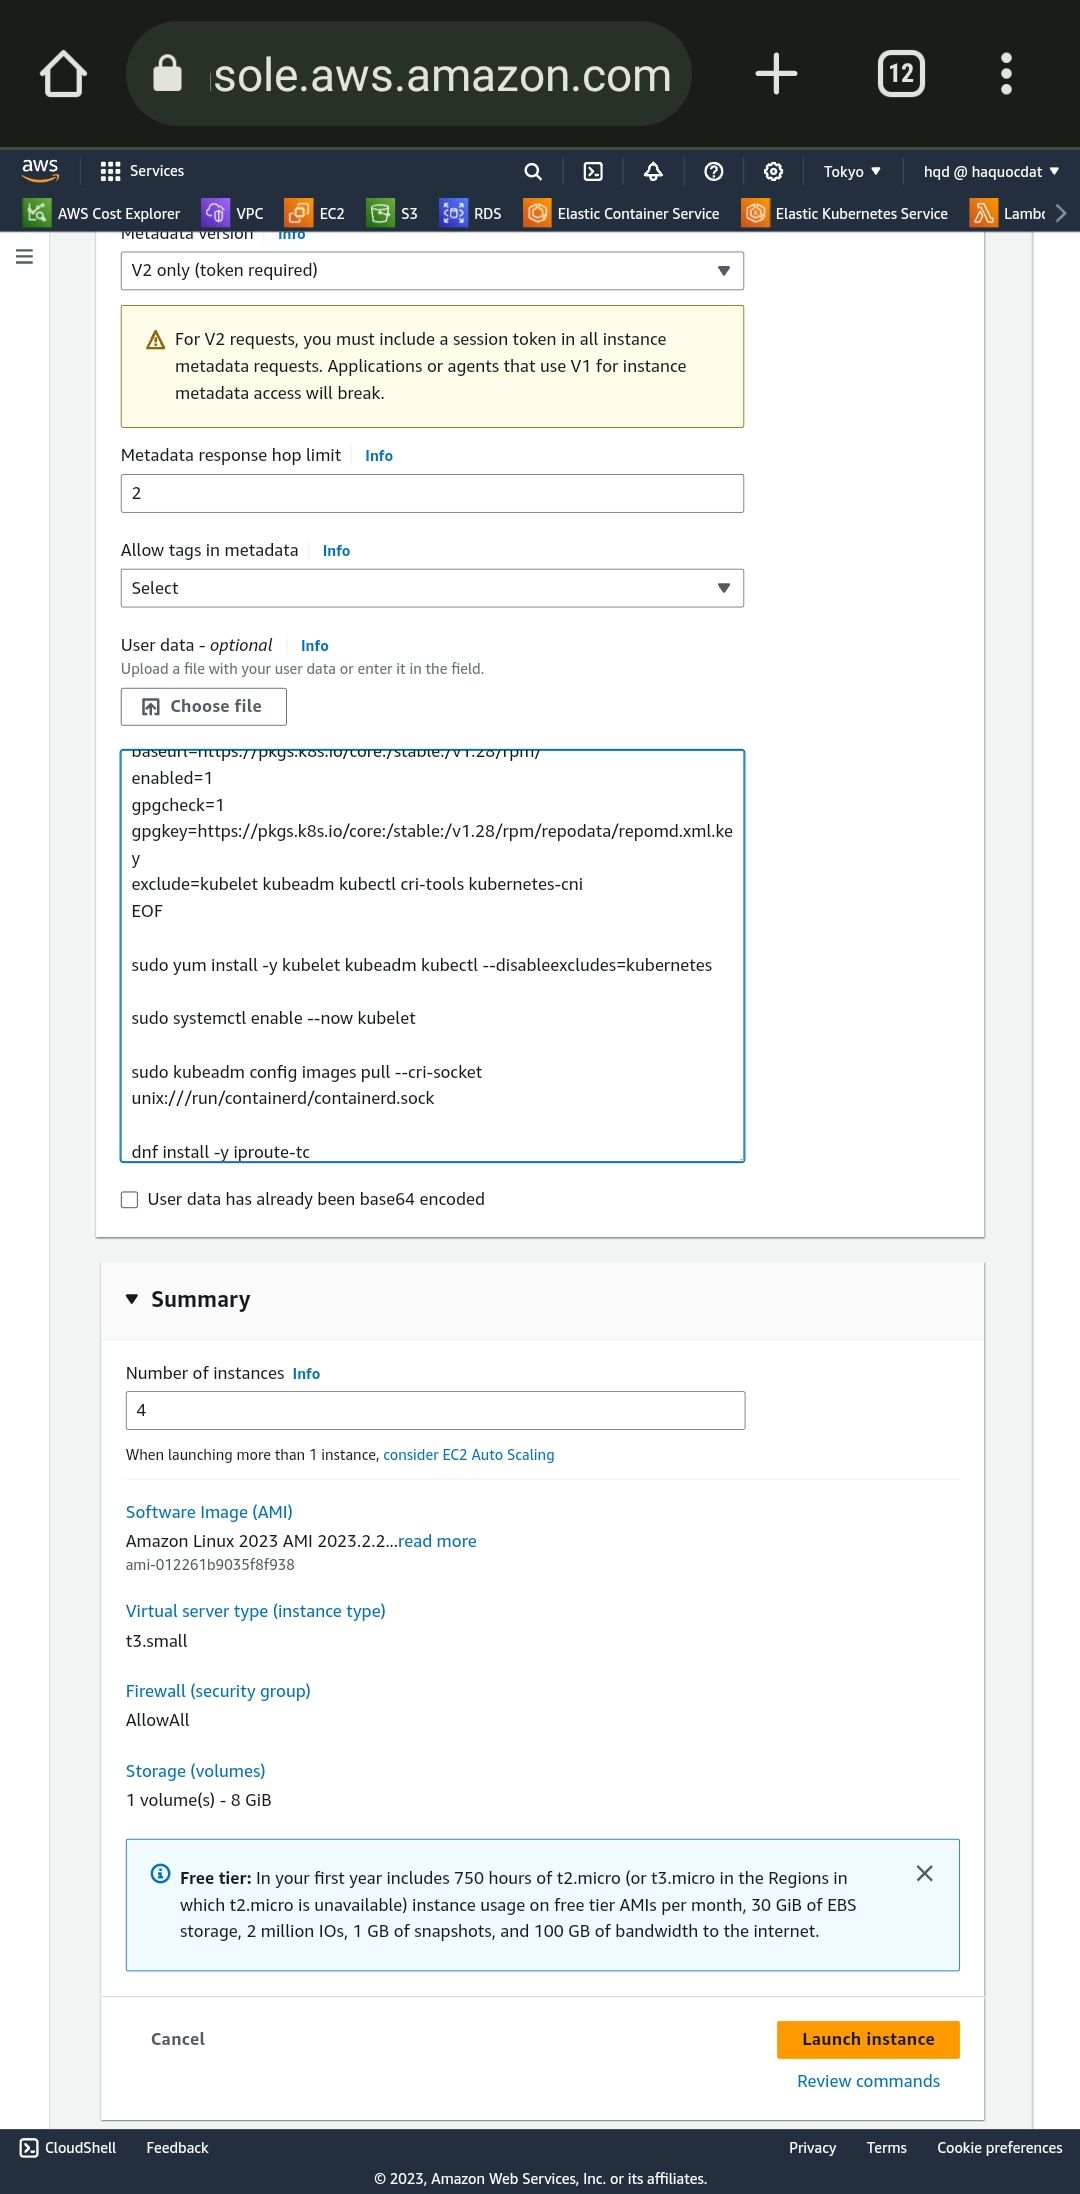 sole.aws.amazon.com
12
aws
Services
Tokyo ▼
hqd @ haquocdat ▼
AWS Cost Explorer
VPC
EC2
S3
RDS
Elastic Container Service
Elastic Kubernetes Service
Lambc
Metadata version
Info
V2 only (token required)
For V2 requests, you must include a session token in all instance
metadata requests. Applications or agents that use V1 for instance
metadata access will break.
Metadata response hop limit
Info
2
Allow tags in metadata
Info
Select
User data - optional
Info
Upload a file with your user data or enter it in the field.
Choose file
baseurl=https://pkgs.k8s.io/core:/stable:/v1.28/rpm/
enabled=1
gpgcheck=1
gpgkey=https://pkgs.k8s.io/core:/stable:/v1.28/rpm/repodata/repomd.xml.ke
y
exclude=kubelet kubeadm kubectl cri-tools kubernetes-cni
EOF
sudo yum install -y kubelet kubeadm kubectl --disableexcludes=kubernetes
sudo systemctl enable --now kubelet
sudo kubeadm config images pull --cri-socket
unix:///run/containerd/containerd.sock
dnf install -y iproute-tc
User data has already been base64 encoded
Summary
Number of instances Info
4
When launching more than 1 instance, consider EC2 Auto Scaling
Software Image (AMI)
Amazon Linux 2023 AMI 2023.2.2...read more
ami-012261b9035f8f938
Virtual server type (instance type)
t3.small
Firewall (security group)
AllowAll
Storage (volumes)
1 volume(s) - 8 GiB
Free tier: In your first year includes 750 hours of t2.micro (or t3.micro in the Regions in
which t2.micro is unavailable) instance usage on free tier AMIs per month, 30 GiB of EBS
storage, 2 million IOs, 1 GB of snapshots, and 100 GB of bandwidth to the internet.
Cancel
Launch instance
Review commands
CloudShell
Feedback
Privacy
Terms
Cookie preferences
© 2023, Amazon Web Services, Inc. or its affiliates.